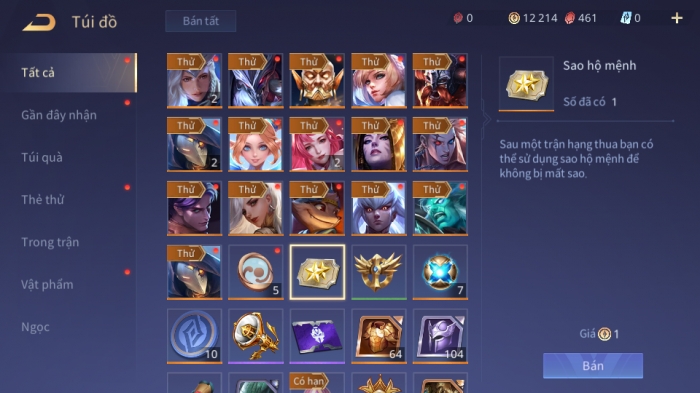 Túi đồ
Bán tất
0
12 214
461
0
Tất cả
Gần đây nhận
Túi quà
Thẻ thử
Trong trận
Vật phẩm
Ngọc
Thử
2
Thử
Thử
Thử
Thử
Thử
2
Thử
Thử
2
Thử
Thử
Thử
Thử
Thử
Thử
Thử
Thử
5
7
10
64
104
Có hạn
Sao hộ mệnh
Số đã có 1
Sau một trận hạng thua bạn có
thể sử dụng sao hộ mệnh để
không bị mất sao.
Giá 1
Bán